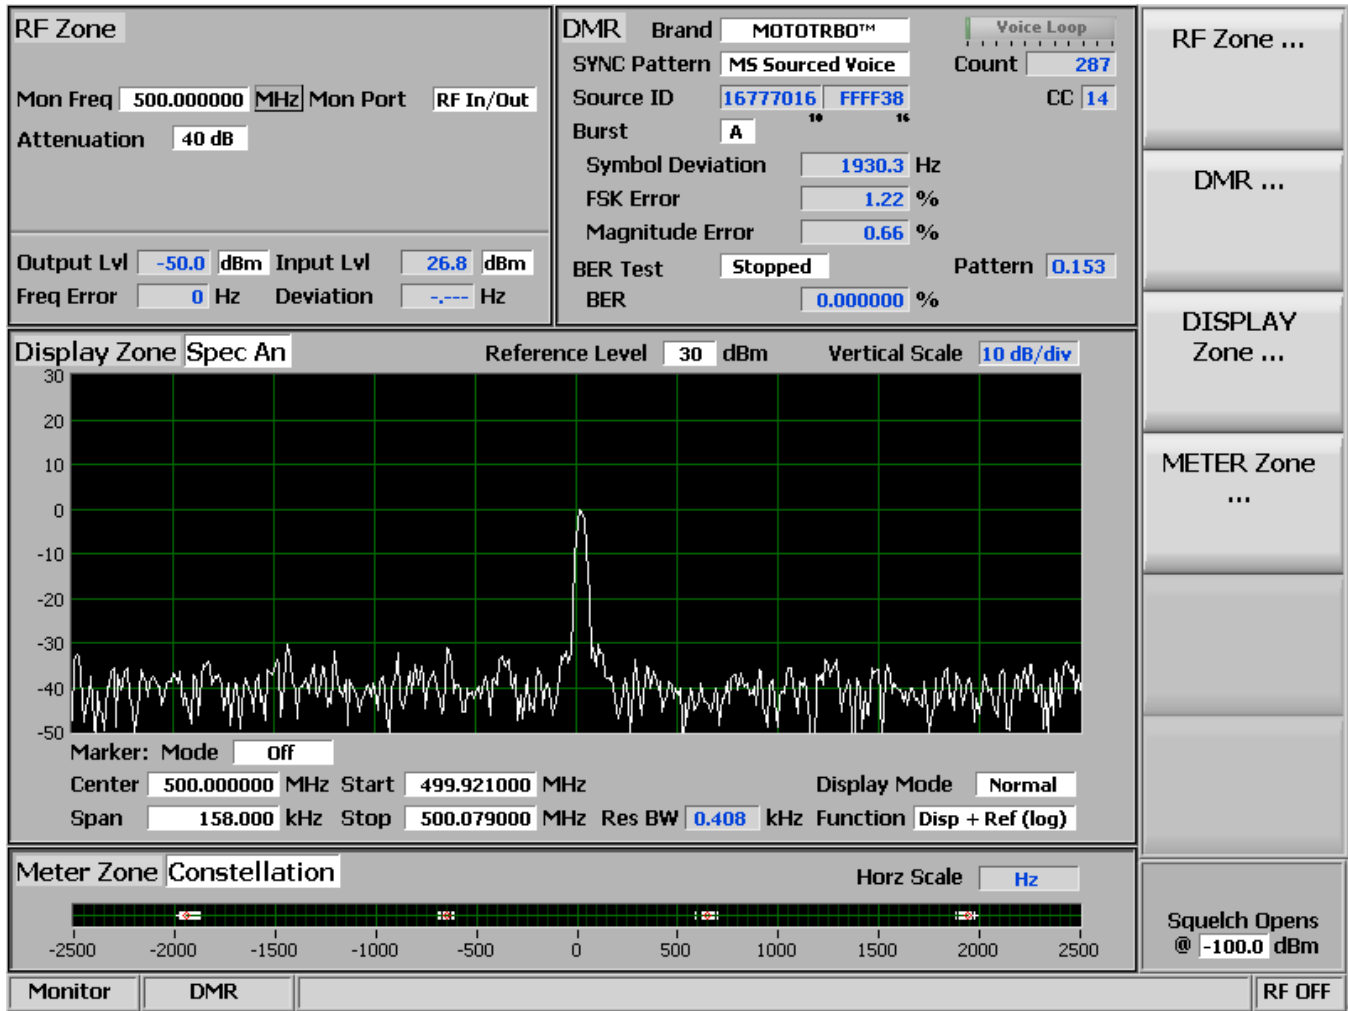 RF Zone
Mon Freq 500.000000 MHz Mon Port RF In/Out
Attenuation 40 dB
Output Lvl -50.0 dBm Input Lvl 26.8 dBm
Freq Error 0 Hz Deviation -.--- Hz
DMR Brand MOTOTRBO™ Voice Loop
SYNC Pattern MS Sourced Voice Count 287
Source ID 16777016 FFFF38 CC 14
10 16
Burst A
Symbol Deviation 1930.3 Hz
FSK Error 1.22 %
Magnitude Error 0.66 %
BER Test Stopped Pattern 0.153
BER 0.000000 %
Display Zone Spec An Reference Level 30 dBm Vertical Scale 10 dB/div
30
20
10
0
-10
-20
-30
-40
-50
Marker: Mode Off
Center 500.000000 MHz Start 499.921000 MHz Display Mode Normal
Span 158.000 kHz Stop 500.079000 MHz Res BW 0.408 kHz Function Disp + Ref (log)
Meter Zone Constellation Horz Scale Hz
-2500 -2000 -1500 -1000 -500 0 500 1000 1500 2000 2500
Monitor DMR RF OFF
RF Zone ...
DMR ...
DISPLAY
Zone ...
METER Zone
...
Squelch Opens
@ -100.0 dBm